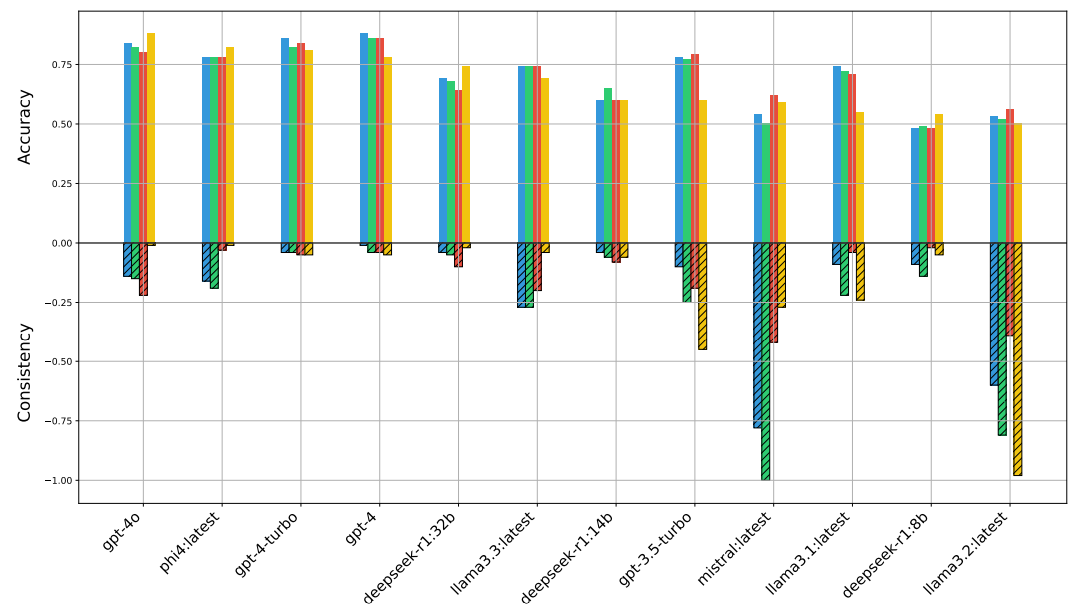 Accuracy
Consistency
0.75
0.50
0.25
0.00
−0.25
−0.50
−0.75
−1.00
gpt-4o
phi4:latest
gpt-4-turbo
gpt-4
deepseek-r1:32b
llama3.3:latest
deepseek-r1:14b
gpt-3.5-turbo
mistral:latest
llama3.1:latest
deepseek-r1:8b
llama3.2:latest